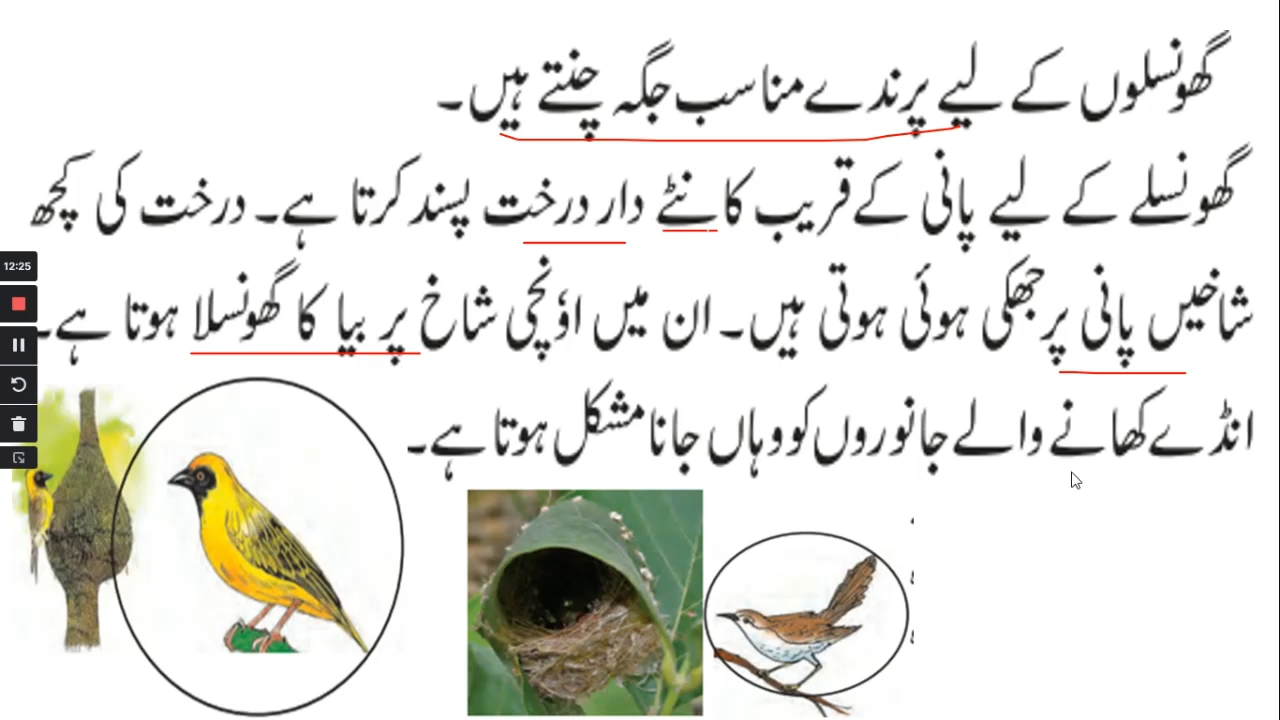 گھونسلوں کے لیے پرندے مناسب جگہ چنتے ہیں۔
گھونسلے کے لیے پانی کے قریب کانٹے دار درخت پسند کرتا ہے۔ درخت کی کچھ
شاخیں پانی پر جھکی ہوئی ہوتی ہیں۔ ان میں اوٗنچی شاخ پر بیا کا گھونسلا ہوتا ہے۔
انڈے کھانے والے جانوروں کو وہاں جانا مشکل ہوتا ہے۔
12:25